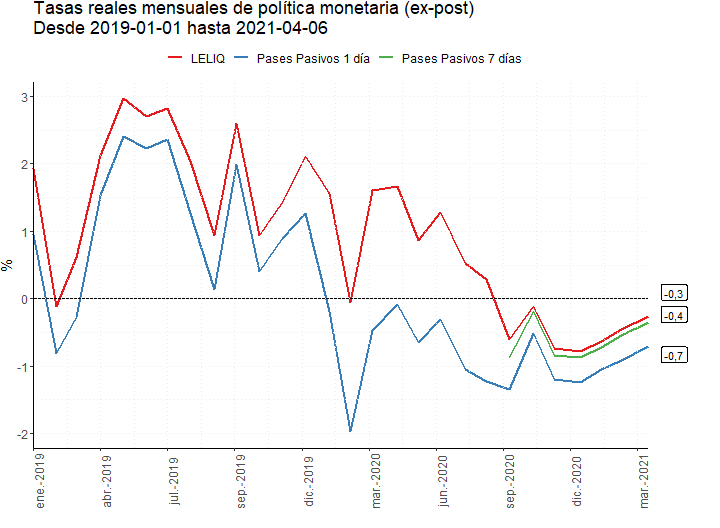 Tasas reales mensuales de política monetaria (ex-post)
Desde 2019-01-01 hasta 2021-04-06
LELIQ Pases Pasivos 1 día Pases Pasivos 7 días
%
3
2
1
0
-1
-2
-0,3
-0,4
-0,7
ene.-2019
abr.-2019
jul.-2019
sep.-2019
dic.-2019
mar.-2020
jun.-2020
sep.-2020
dic.-2020
mar.-2021